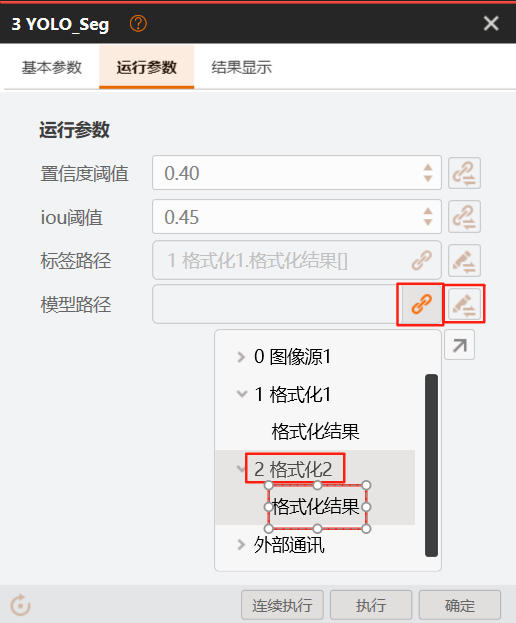 3 YOLO_Seg ?
基本参数 运行参数 结果显示
运行参数
置信度阈值 0.40
iou阈值 0.45
标签路径 1 格式化1.格式化结果[]
模型路径
0 图像源1
1 格式化1
格式化结果
2 格式化2
格式化结果
外部通讯
连续执行 执行 确定